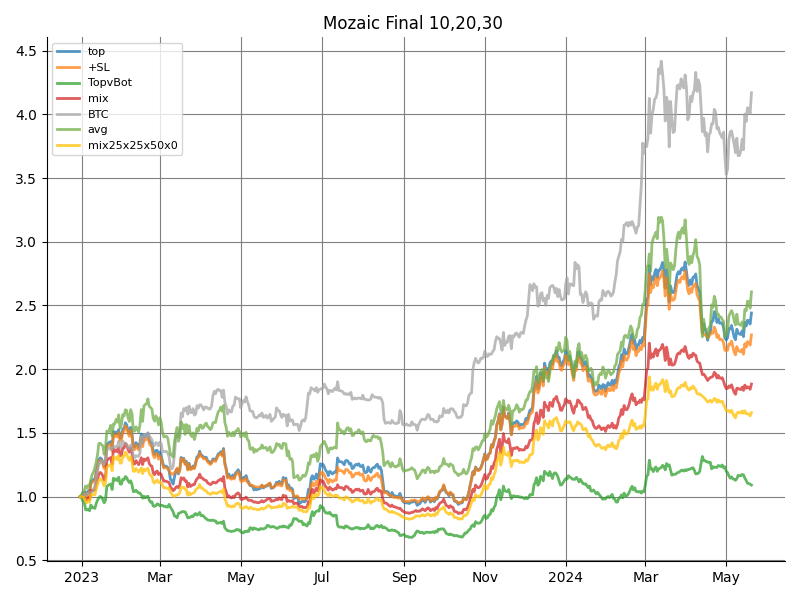 Mozaic Final 10,20,30
top
+SL
TopvBot
mix
BTC
avg
mix25x25x50x0
4.5
4.0
3.5
3.0
2.5
2.0
1.5
1.0
0.5
2023 Mar May Jul Sep Nov 2024 Mar May